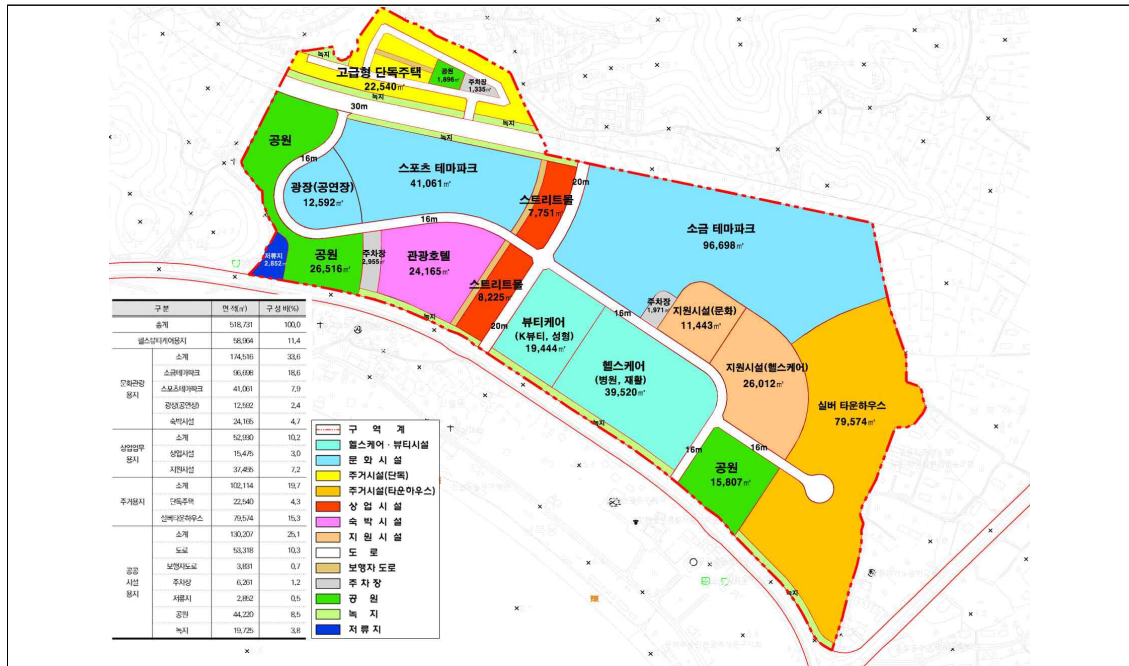 녹지
고급형 단독주택
22,540㎡
공원
1,896㎡
주차장
1,335㎡
30m
녹지
공원
16m
스포츠 테마파크
41,061㎡
광장(공연장)
12,592㎡
16m
스트리트몰
7,751㎡
20m
소금 테마파크
96,698㎡
저류지
2,852㎡
공원
26,516㎡
주차장
2,955㎡
관광호텔
24,165㎡
스트리트몰
8,225㎡
녹지
20m
뷰티케어
(K뷰티, 성형)
19,444㎡
16m
주차장
1,971㎡
지원시설(문화)
11,443㎡
헬스케어
(병원, 재활)
39,520㎡
지원시설(헬스케어)
26,012㎡
실버 타운하우스
79,574㎡
녹지
16m
16m
공원
15,807㎡
녹지
구 분 면 적(㎡) 구 성 비(%)
총계 518,731 100.0
헬스뷰티케어용지 58,964 11.4
문화관광
용지
소계 174,516 33.6
소금테마파크 96,698 18.6
스포츠테마파크 41,061 7.9
광장(공연장) 12,592 2.4
숙박시설 24,165 4.7
상업업무
용지
소계 52,930 10.2
상업시설 15,475 3.0
지원시설 37,455 7.2
주거용지
소계 102,114 19.7
단독주택 22,540 4.3
실버타운하우스 79,574 15.3
공공
시설
용지
소계 130,207 25.1
도로 53,318 10.3
보행자도로 3,831 0.7
주차장 6,261 1.2
저류지 2,852 0.5
공원 44,220 8.5
녹지 19,725 3.8
구 역 계
헬스케어 · 뷰티시설
문 화 시 설
주거시설(단독)
주거시설(타운하우스)
상 업 시 설
숙 박 시 설
지 원 시 설
도 로
보행자 도로
주 차 장
공 원
녹 지
저 류 지